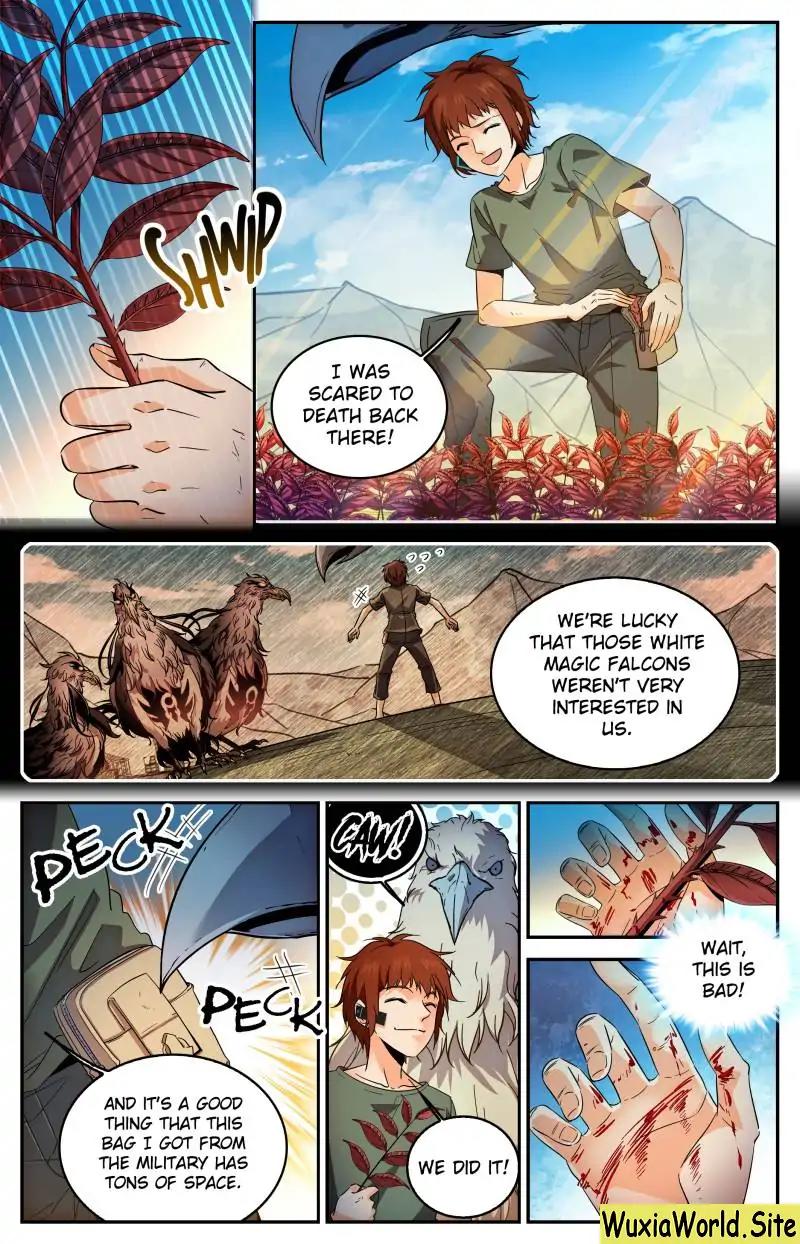 SHWIP
I WAS
SCARED TO
DEATH BACK
THERE!
WE'RE LUCKY
THAT THOSE WHITE
MAGIC FALCONS
WEREN'T VERY
INTERESTED IN
US.
PECK
PECK
AND IT'S A GOOD
THING THAT THIS
BAG I GOT FROM
THE MILITARY HAS
TONS OF SPACE.
CAW!
WE DID IT!
WAIT,
THIS IS
BAD!
WuxiaWorld.Site